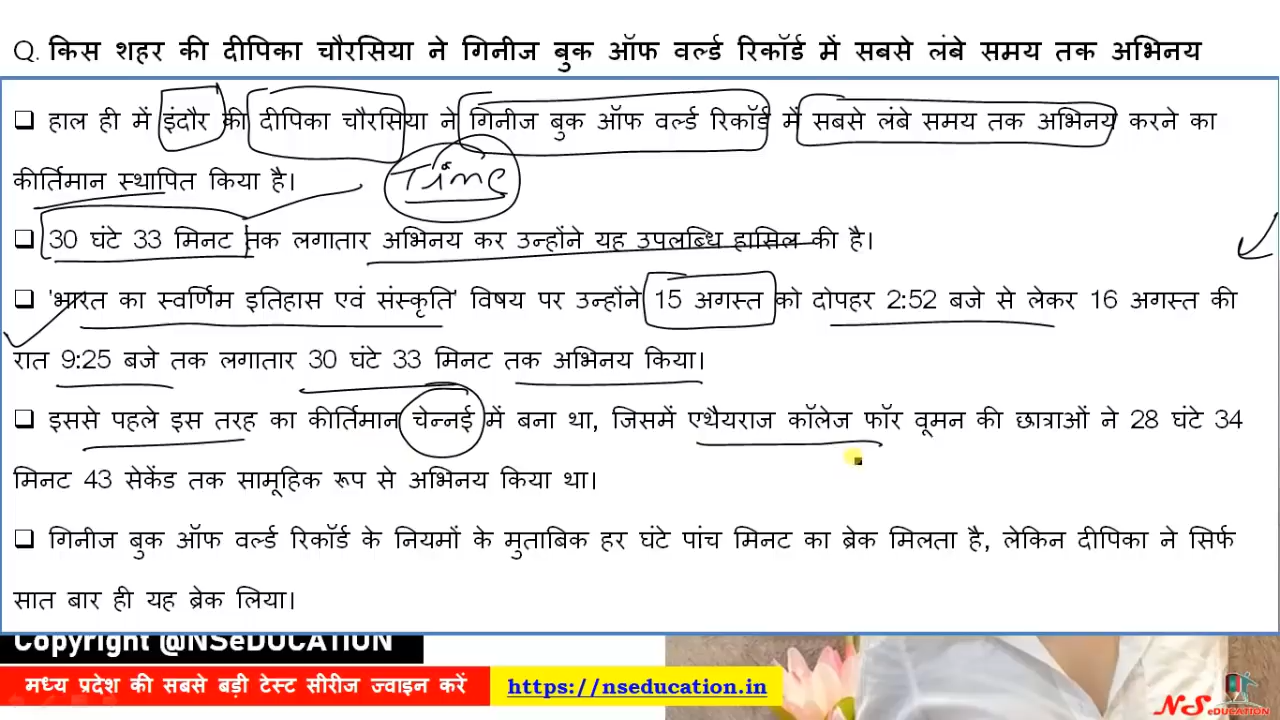 Q. किस शहर की दीपिका चौरसिया ने गिनीज बुक ऑफ वर्ल्ड रिकॉर्ड में सबसे लंबे समय तक अभिनय
❑ हाल ही में इंदौर की दीपिका चौरसिया ने गिनीज बुक ऑफ वर्ल्ड रिकॉर्ड में सबसे लंबे समय तक अभिनय करने का
कीर्तिमान स्थापित किया है।
Time
❑ 30 घंटे 33 मिनट तक लगातार अभिनय कर उन्होंने यह उपलब्धि हासिल की है।
❑ 'भारत का स्वर्णिम इतिहास एवं संस्कृति' विषय पर उन्होंने 15 अगस्त को दोपहर 2:52 बजे से लेकर 16 अगस्त की
रात 9:25 बजे तक लगातार 30 घंटे 33 मिनट तक अभिनय किया।
❑ इससे पहले इस तरह का कीर्तिमान चेन्नई में बना था, जिसमें एथैयराज कॉलेज फॉर वूमन की छात्राओं ने 28 घंटे 34
मिनट 43 सेकेंड तक सामूहिक रूप से अभिनय किया था।
❑ गिनीज बुक ऑफ वर्ल्ड रिकॉर्ड के नियमों के मुताबिक हर घंटे पांच मिनट का ब्रेक मिलता है, लेकिन दीपिका ने सिर्फ
सात बार ही यह ब्रेक लिया।
Copyright @NSeDUCATION
मध्य प्रदेश की सबसे बड़ी टेस्ट सीरीज ज्वाइन करें
https://nseducation.in
NS eDUCATION